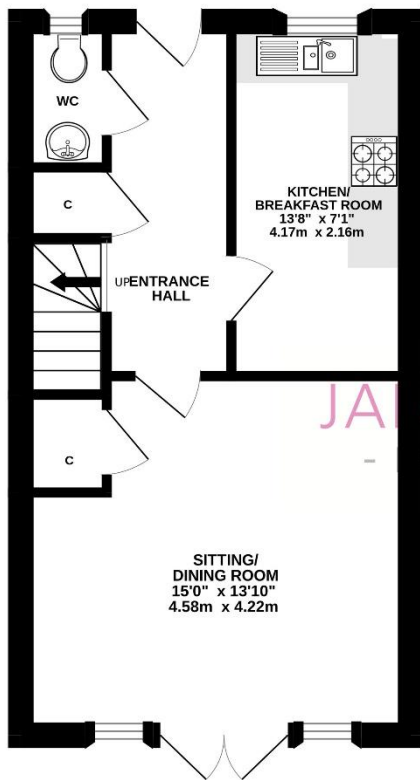 WC
C
KITCHEN/
BREAKFAST ROOM
13'8" x 7'1"
4.17m x 2.16m
UP
ENTRANCE
HALL
JA
-
C
SITTING/
DINING ROOM
15'0" x 13'10"
4.58m x 4.22m